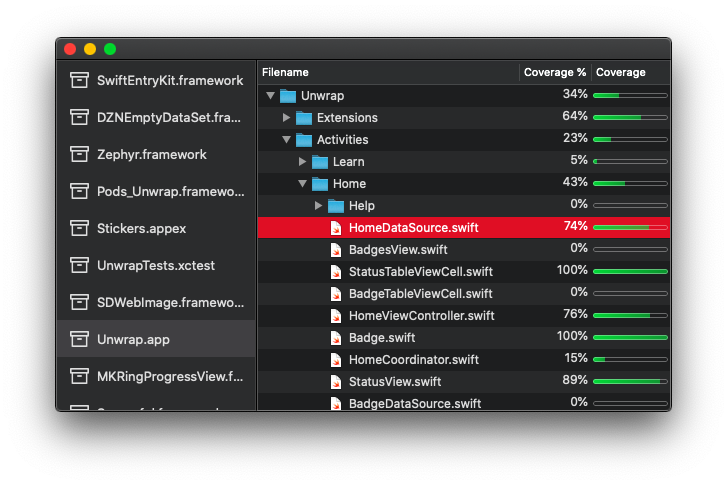 SwiftEntryKit.framework
DZNEmptyDataSet.fra...
Zephyr.framework
Pods_Unwrap.framewo...
Stickers.appex
UnwrapTests.xctest
SDWebImage.framewo...
Unwrap.app
MKRingProgressView.f...
Filename Coverage % Coverage
Unwrap 34%
Extensions 64%
Activities 23%
Learn 5%
Home 43%
Help 0%
HomeDataSource.swift 74%
BadgesView.swift 0%
StatusTableViewCell.swift 100%
BadgeTableViewCell.swift 0%
HomeViewController.swift 76%
Badge.swift 100%
HomeCoordinator.swift 15%
StatusView.swift 89%
BadgeDataSource.swift 0%